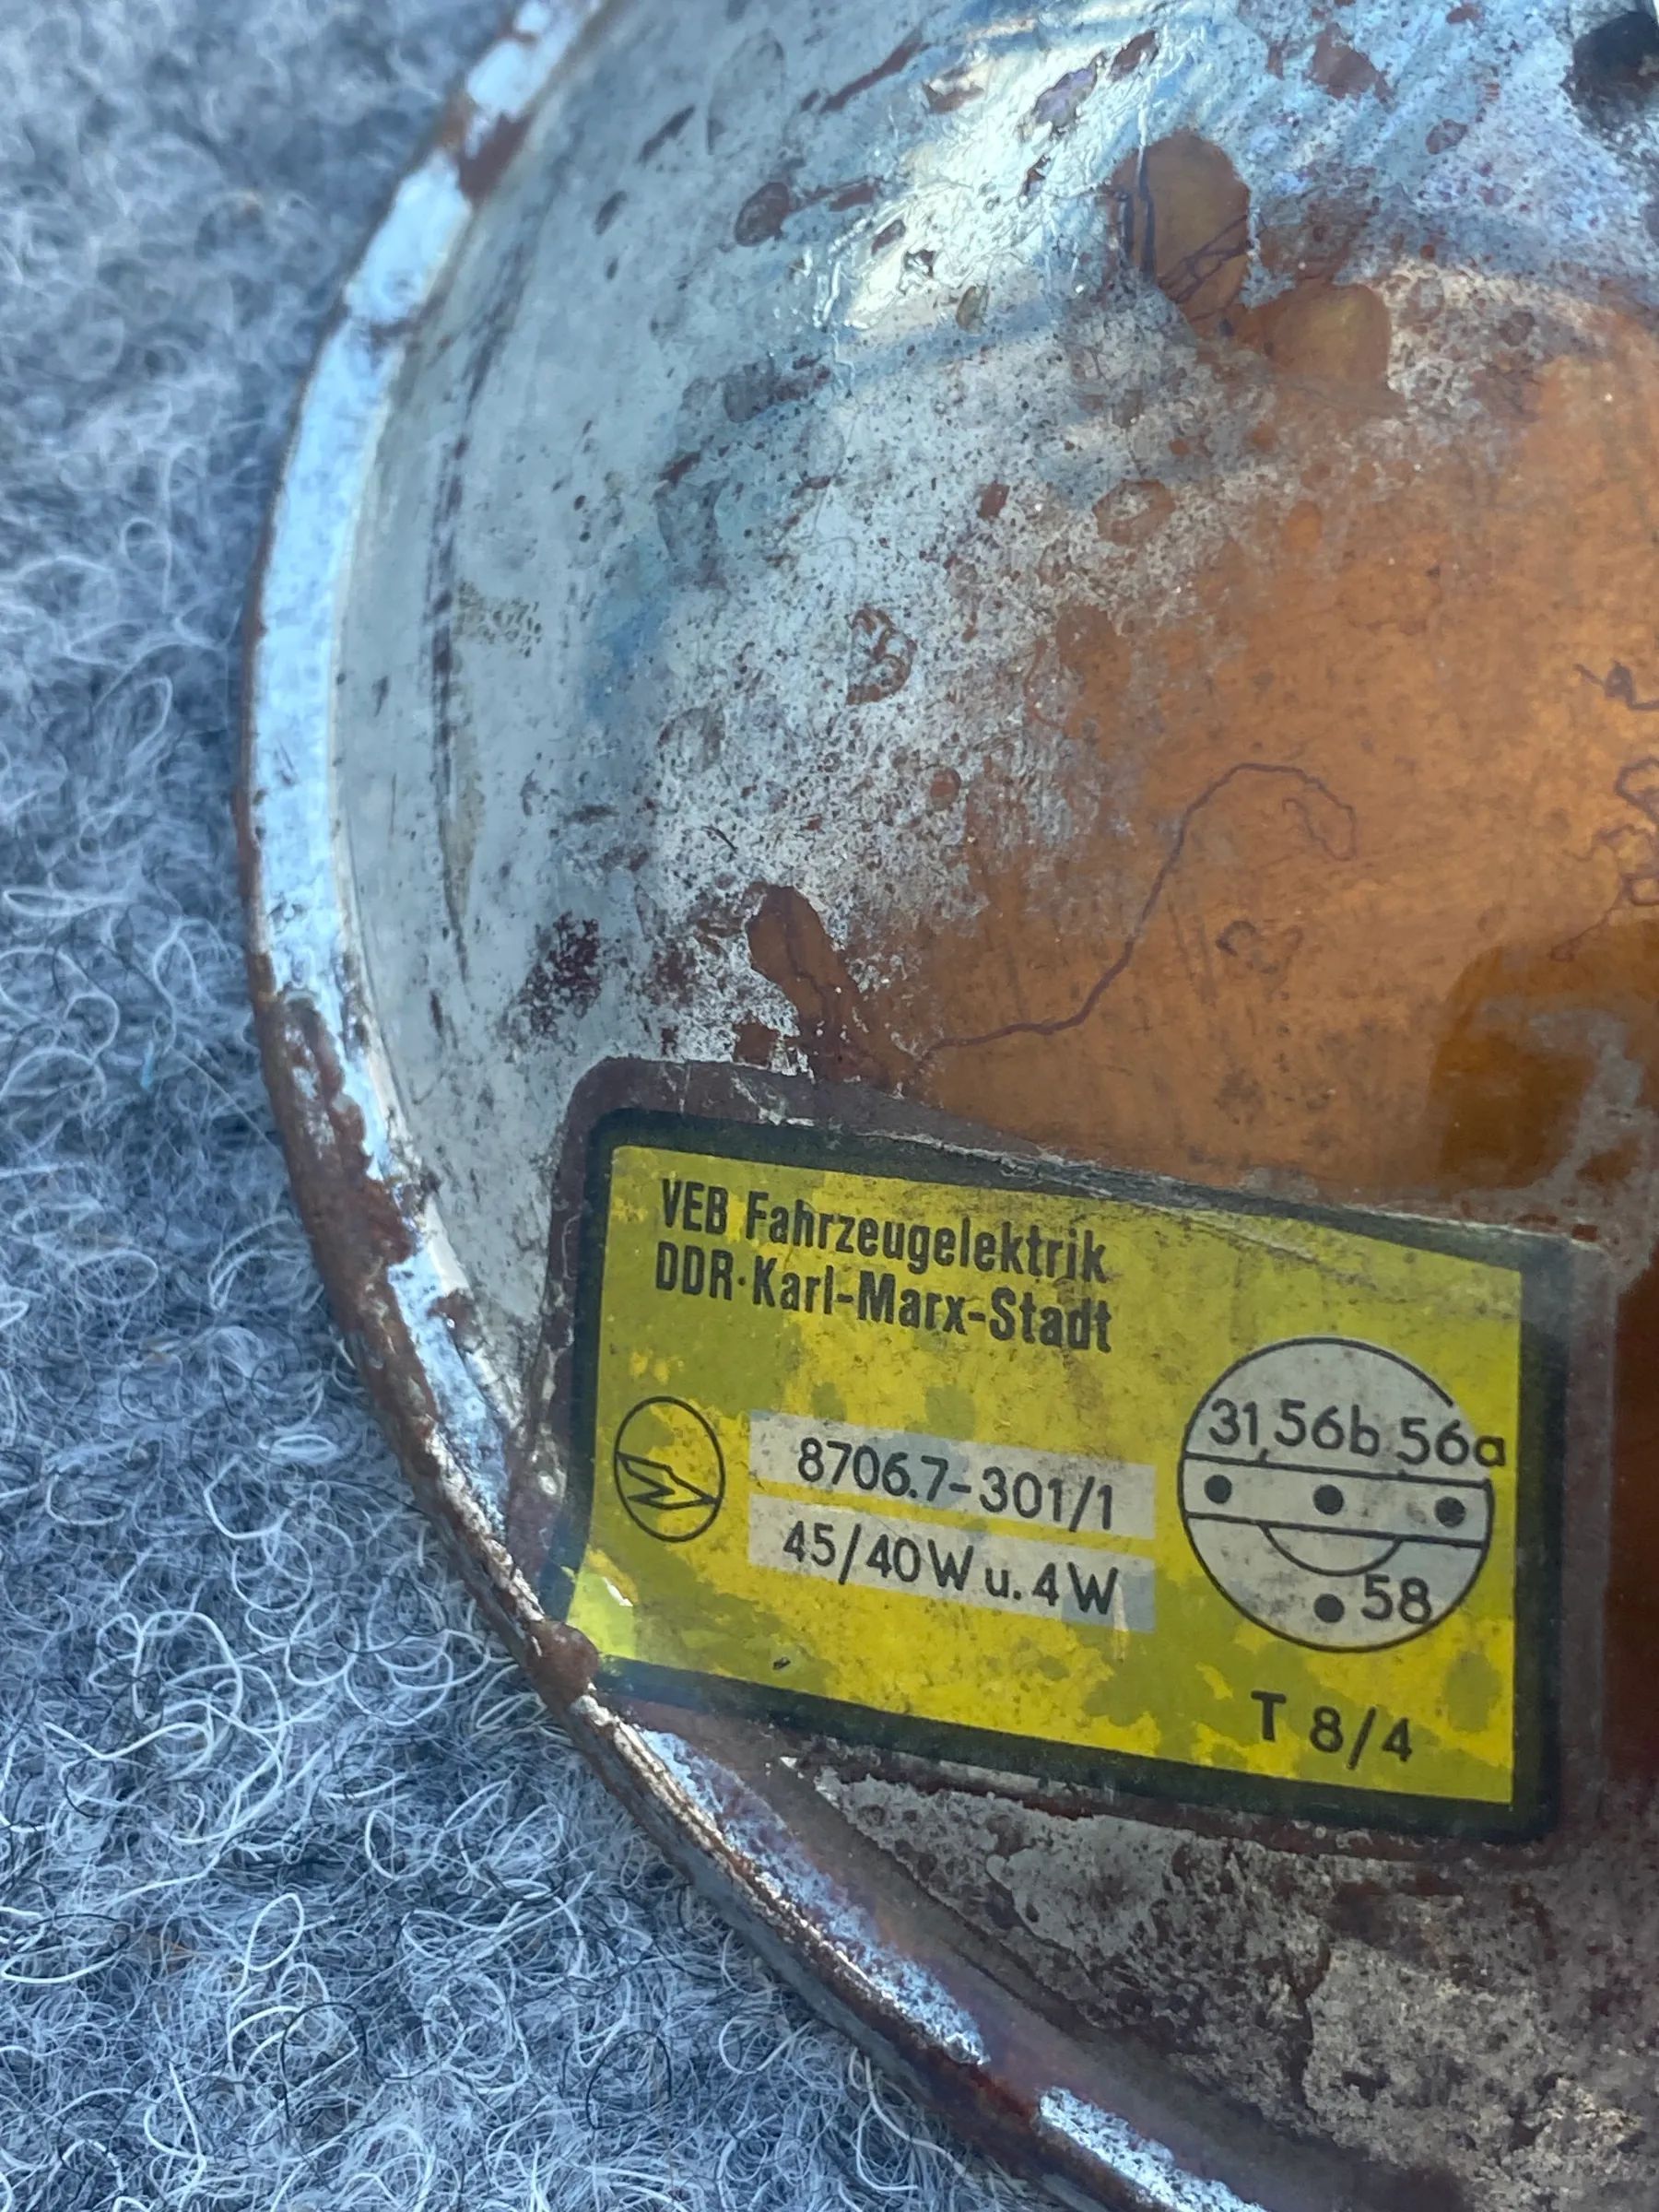 VEB Fahrzeugelektrik
DDR·Karl-Marx-Stadt
8706.7-301/1
45/40W u. 4W
31 56b 56a
58
T 8/4